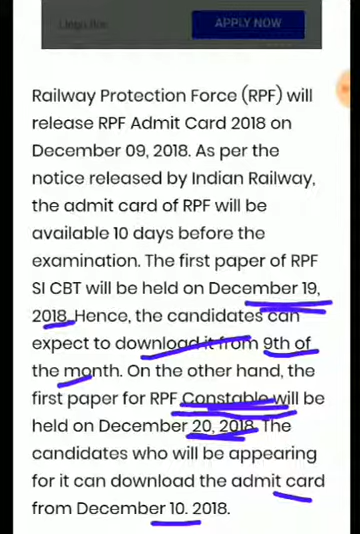 APPLY NOW
Railway Protection Force (RPF) will
release RPF Admit Card 2018 on
December 09, 2018. As per the
notice released by Indian Railway,
the admit card of RPF will be
available 10 days before the
examination. The first paper of RPF
SI CBT will be held on December 19,
2018. Hence, the candidates can
expect to download it from 9th of
the month. On the other hand, the
first paper for RPF Constable will be
held on December 20, 2018. The
candidates who will be appearing
for it can download the admit card
from December 10. 2018.